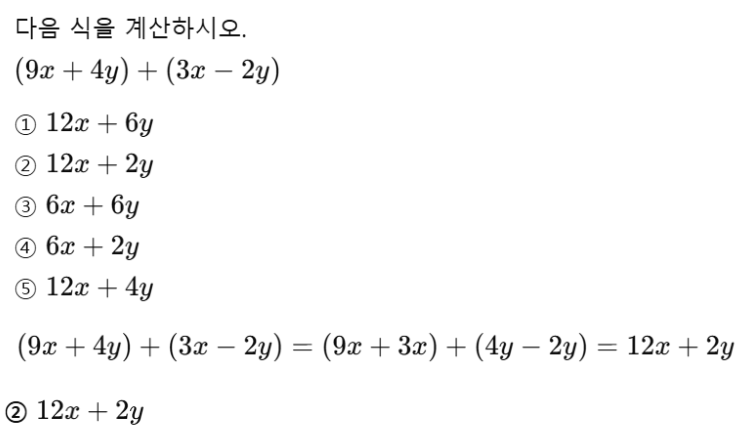 다음 식을 계산하시오.
(9x + 4y) + (3x − 2y)
① 12x + 6y
② 12x + 2y
③ 6x + 6y
④ 6x + 2y
⑤ 12x + 4y
(9x + 4y) + (3x − 2y) = (9x + 3x) + (4y − 2y) = 12x + 2y
② 12x + 2y